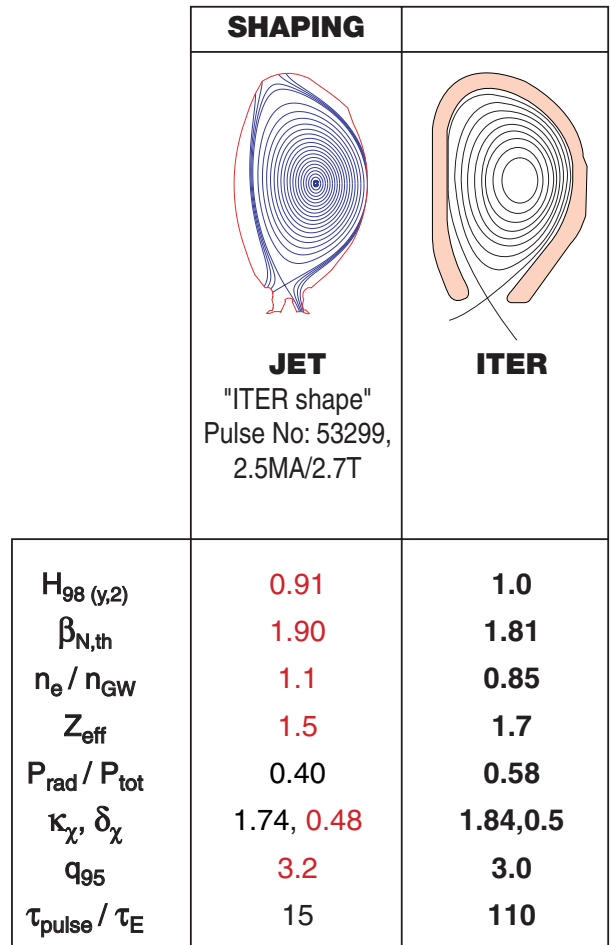 SHAPING
JET
"ITER shape"
Pulse No: 53299,
2.5MA/2.7T
ITER
H98 (y,2) 0.91 1.0
βN,th 1.90 1.81
ne / nGW 1.1 0.85
Zeff 1.5 1.7
Prad / Ptot 0.40 0.58
κχ, δχ 1.74, 0.48 1.84,0.5
q95 3.2 3.0
τpulse / τE 15 110